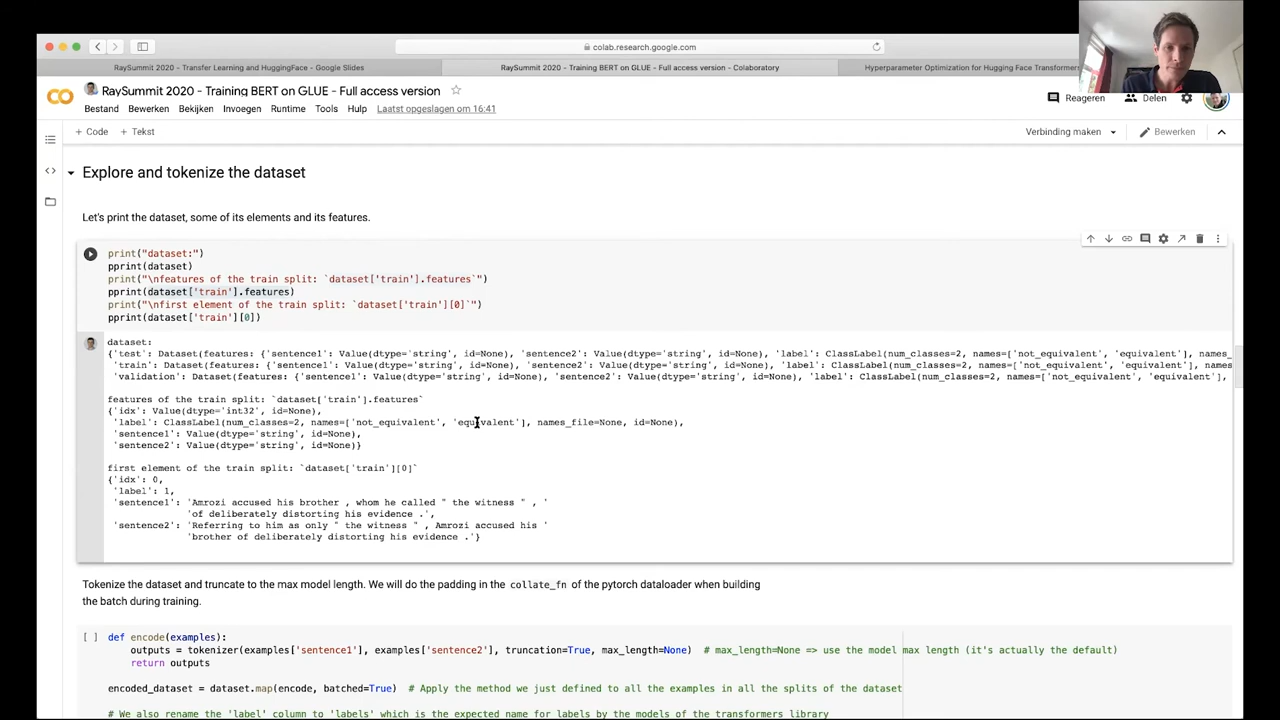 colab.research.google.com
RaySummit 2020 - Transfer Learning and HuggingFace - Google Slides
RaySummit 2020 - Training BERT on GLUE - Full access version - Colaboratory
Hyperparameter Optimization for Hugging Face Transformers
CO
RaySummit 2020 - Training BERT on GLUE - Full access version
Bestand Bewerken Bekijken Invoegen Runtime Tools Hulp Laatst opgeslagen om 16:41
Reageren Delen
+ Code + Tekst
Verbinding maken Bewerken
Explore and tokenize the dataset
Let's print the dataset, some of its elements and its features.
print("dataset:")
pprint(dataset)
print("\nfeatures of the train split: `dataset['train'].features`")
pprint(dataset['train'].features)
print("\nfirst element of the train split: `dataset['train'][0]`")
pprint(dataset['train'][0])
dataset:
{'test': Dataset(features: {'sentence1': Value(dtype='string', id=None), 'sentence2': Value(dtype='string', id=None), 'label': ClassLabel(num_classes=2, names=['not_equivalent', 'equivalent'], names_
'train': Dataset(features: {'sentence1': Value(dtype='string', id=None), 'sentence2': Value(dtype='string', id=None), 'label': ClassLabel(num_classes=2, names=['not_equivalent', 'equivalent'], names
'validation': Dataset(features: {'sentence1': Value(dtype='string', id=None), 'sentence2': Value(dtype='string', id=None), 'label': ClassLabel(num_classes=2, names=['not_equivalent', 'equivalent'],
features of the train split: `dataset['train'].features`
{'idx': Value(dtype='int32', id=None),
'label': ClassLabel(num_classes=2, names=['not_equivalent', 'equivalent'], names_file=None, id=None),
'sentence1': Value(dtype='string', id=None),
'sentence2': Value(dtype='string', id=None)}
first element of the train split: `dataset['train'][0]`
{'idx': 0,
'label': 1,
'sentence1': 'Amrozi accused his brother , whom he called " the witness " , '
'of deliberately distorting his evidence .',
'sentence2': 'Referring to him as only " the witness " , Amrozi accused his '
'brother of deliberately distorting his evidence .'}
Tokenize the dataset and truncate to the max model length. We will do the padding in the collate_fn of the pytorch dataloader when building
the batch during training.
[ ] def encode(examples):
outputs = tokenizer(examples['sentence1'], examples['sentence2'], truncation=True, max_length=None) # max_length=None => use the model max length (it's actually the default)
return outputs
encoded_dataset = dataset.map(encode, batched=True) # Apply the method we just defined to all the examples in all the splits of the dataset
# We also rename the 'label' column to 'labels' which is the expected name for labels by the models of the transformers library